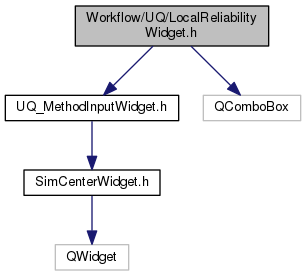 Workflow/UQ/LocalReliability
Widget.h
UQ_MethodInputWidget.h
QComboBox
SimCenterWidget.h
QWidget